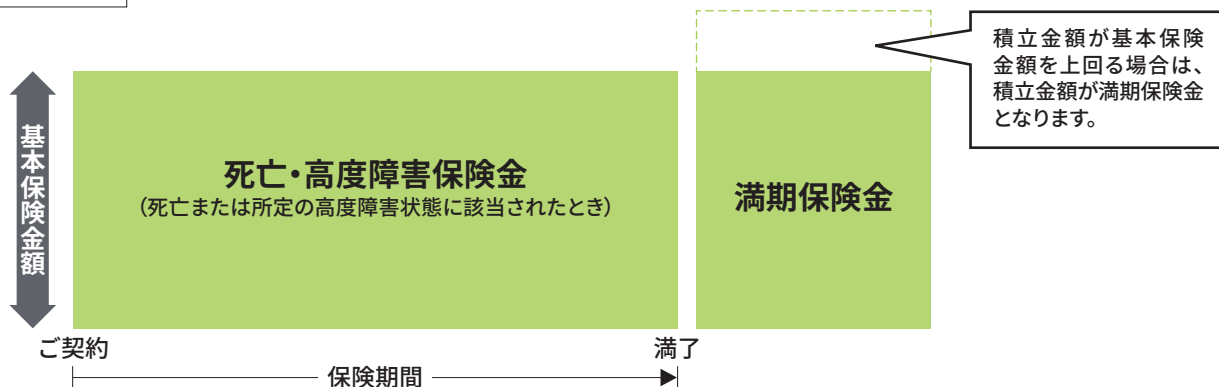 積立金額が基本保険
金額を上回る場合は、
積立金額が満期保険金
となります。
基本保険金額
死亡・高度障害保険金
（死亡または所定の高度障害状態に該当されたとき）
満期保険金
ご契約
満了
保険期間